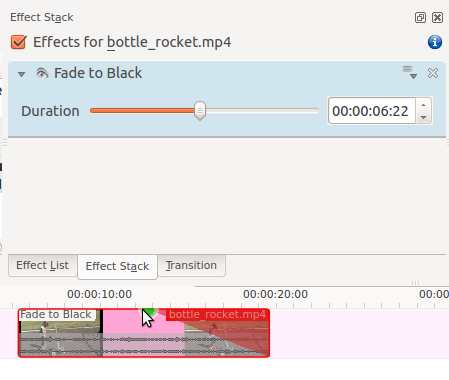 Effect Stack
Effects for bottle_rocket.mp4
Fade to Black
Duration
00:00:06:22
Effect List
Effect Stack
Transition
00:00:10:00
00:00:20:00
00:00
Fade to Black
bottle_rocket.mp4